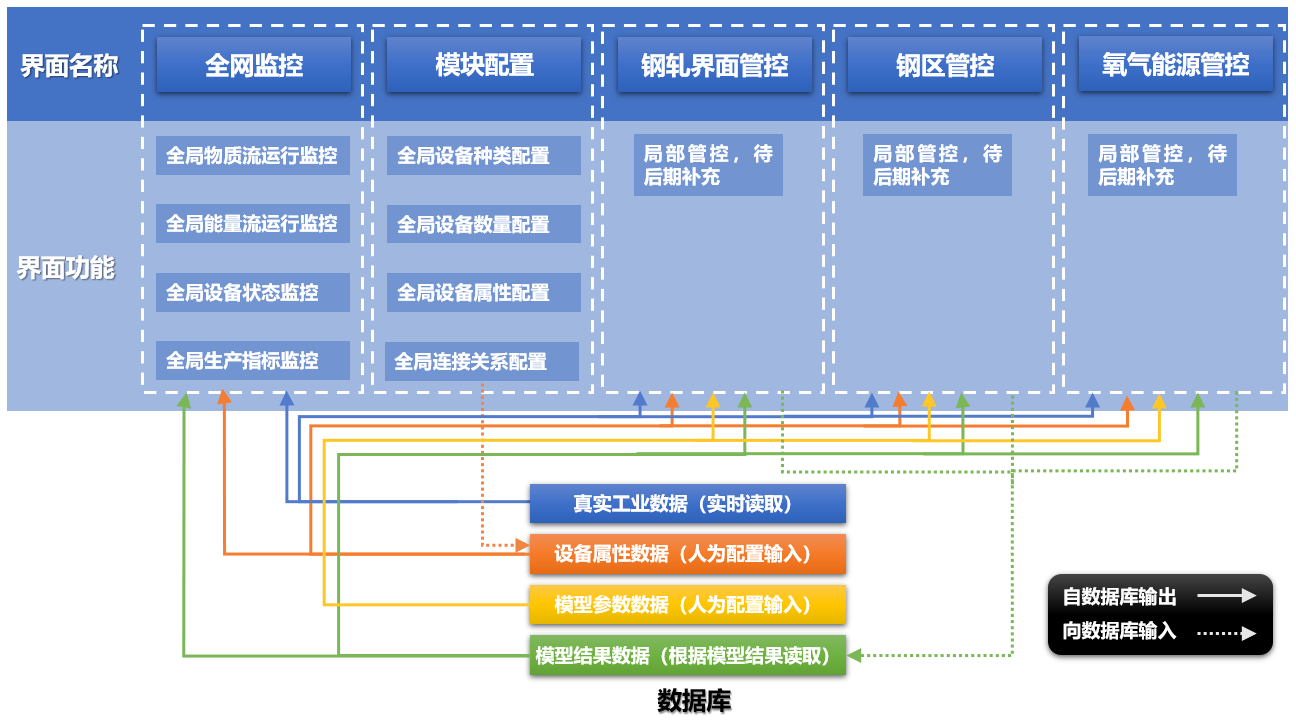 界面名称
全网监控
模块配置
钢轧界面管控
钢区管控
氧气能源管控
界面功能
全局物质流运行监控
全局能量流运行监控
全局设备状态监控
全局生产指标监控
全局设备种类配置
全局设备数量配置
全局设备属性配置
全局连接关系配置
局部管控，待
后期补充
局部管控，待
后期补充
局部管控，待
后期补充
真实工业数据（实时读取）
设备属性数据（人为配置输入）
模型参数数据（人为配置输入）
模型结果数据（根据模型结果读取）
数据库
自数据库输出
向数据库输入